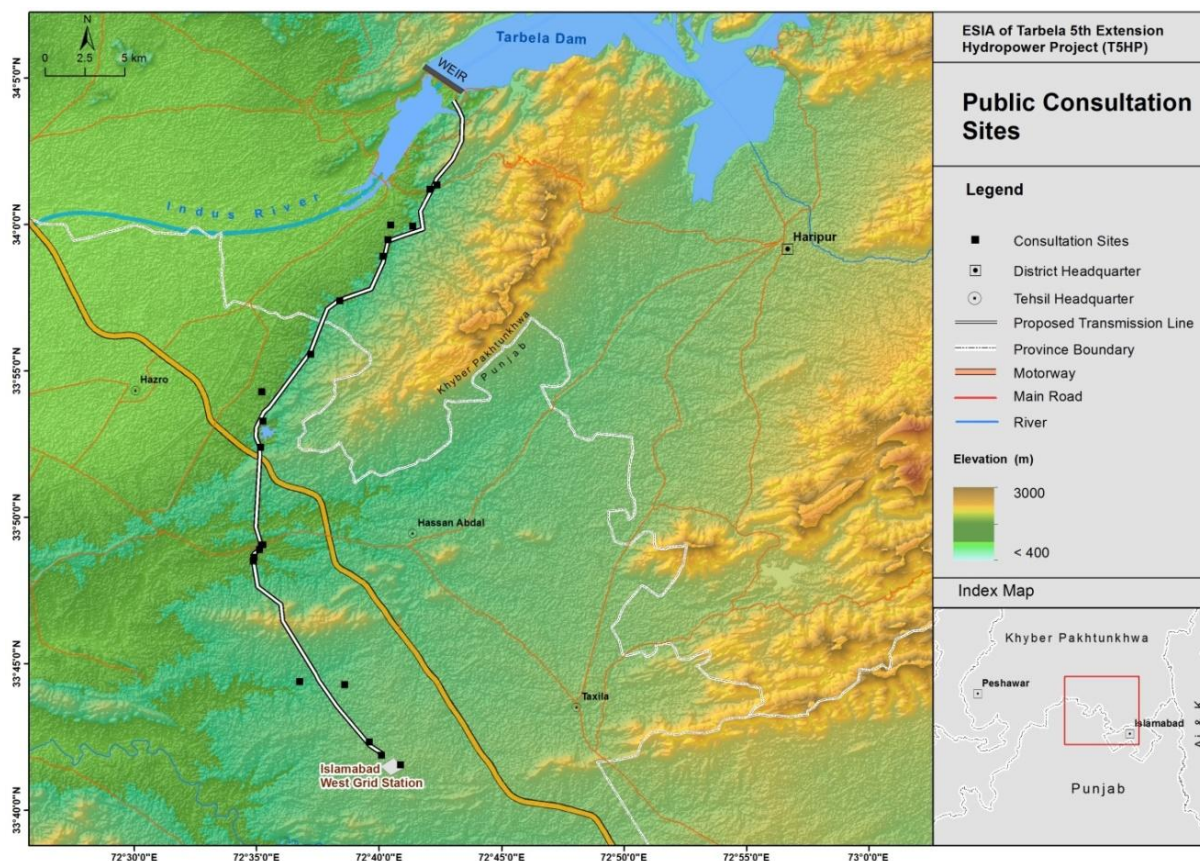 N
0 2.5 5 km
Tarbela Dam
WEIR
Indus River
Haripur
Khyber Pakhtunkhwa
Punjab
Hazro
Hassan Abdal
Taxila
Islamabad
West Grid Station
34°5'0"N
34°0'0"N
33°55'0"N
33°50'0"N
33°45'0"N
33°40'0"N
72°30'0"E
72°35'0"E
72°40'0"E
72°45'0"E
72°50'0"E
72°55'0"E
73°0'0"E
ESIA of Tarbela 5th Extension
Hydropower Project (T5HP)
Public Consultation
Sites
Legend
Consultation Sites
District Headquarter
Tehsil Headquarter
Proposed Transmission Line
Province Boundary
Motorway
Main Road
River
Elevation (m)
3000
< 400
Index Map
Khyber Pakhtunkhwa
Peshawar
Islamabad
Punjab